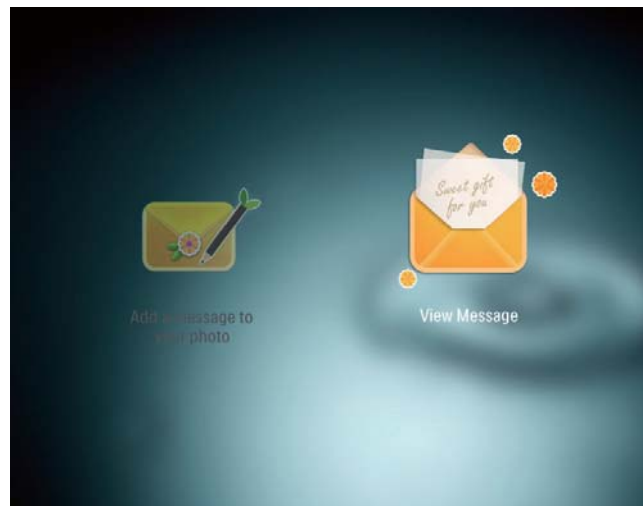 Sweet gift
for you
Add a message to
your photo
View Message